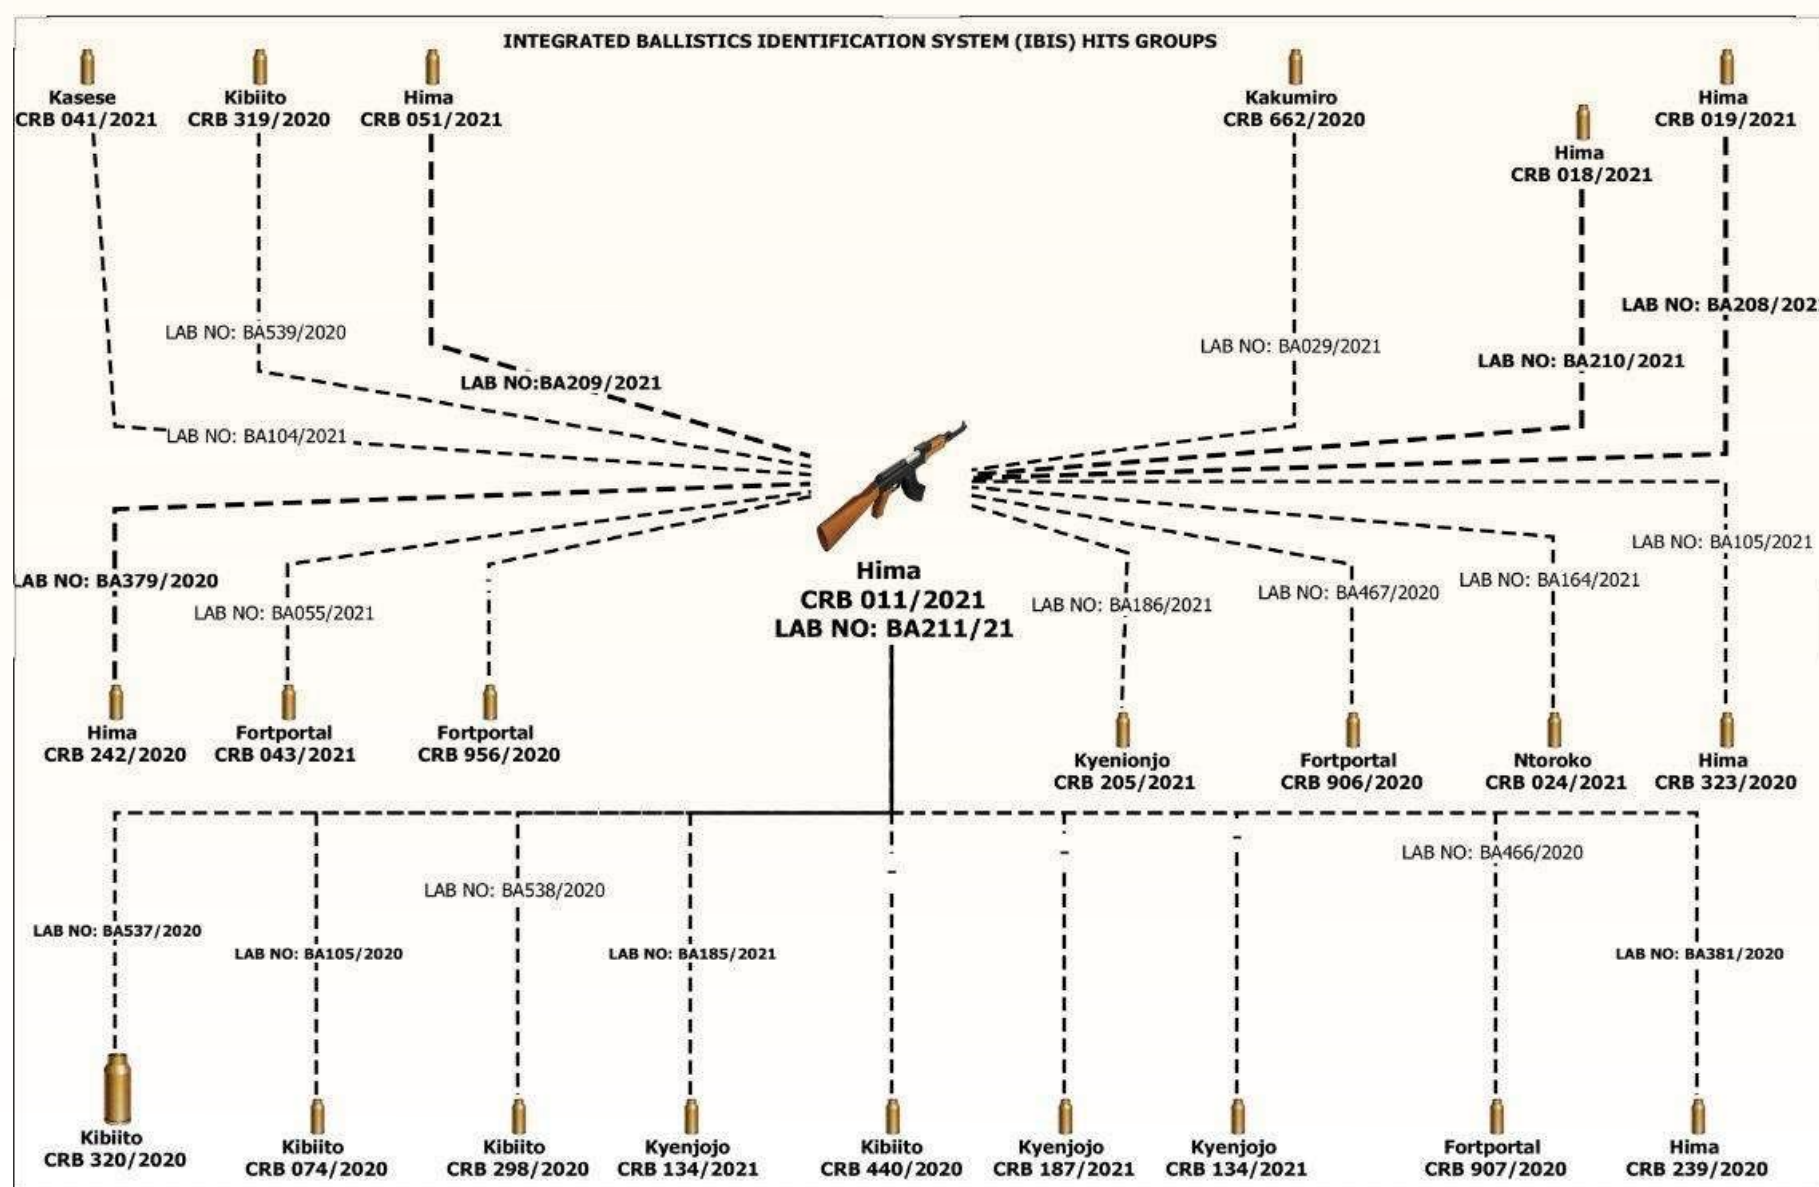 INTEGRATED BALLISTICS IDENTIFICATION SYSTEM (IBIS) HITS GROUPS
Kasese
CRB 041/2021
Kibiito
CRB 319/2020
Hima
CRB 051/2021
Kakumiro
CRB 662/2020
Hima
CRB 018/2021
Hima
CRB 019/2021
LAB NO: BA539/2020
LAB NO:BA209/2021
LAB NO: BA104/2021
LAB NO: BA029/2021
LAB NO: BA210/2021
LAB NO: BA208/202
LAB NO: BA379/2020
LAB NO: BA055/2021
Hima
CRB 011/2021
LAB NO: BA211/21
LAB NO: BA186/2021
LAB NO: BA467/2020
LAB NO: BA164/2021
LAB NO: BA105/2021
Hima
CRB 242/2020
Fortportal
CRB 043/2021
Fortportal
CRB 956/2020
Kyenionjo
CRB 205/2021
Fortportal
CRB 906/2020
Ntoroko
CRB 024/2021
Hima
CRB 323/2020
LAB NO: BA537/2020
LAB NO: BA105/2020
LAB NO: BA538/2020
LAB NO: BA185/2021
LAB NO: BA466/2020
LAB NO: BA381/2020
Kibiito
CRB 320/2020
Kibiito
CRB 074/2020
Kibiito
CRB 298/2020
Kyenjojo
CRB 134/2021
Kibiito
CRB 440/2020
Kyenjojo
CRB 187/2021
Kyenjojo
CRB 134/2021
Fortportal
CRB 907/2020
Hima
CRB 239/2020